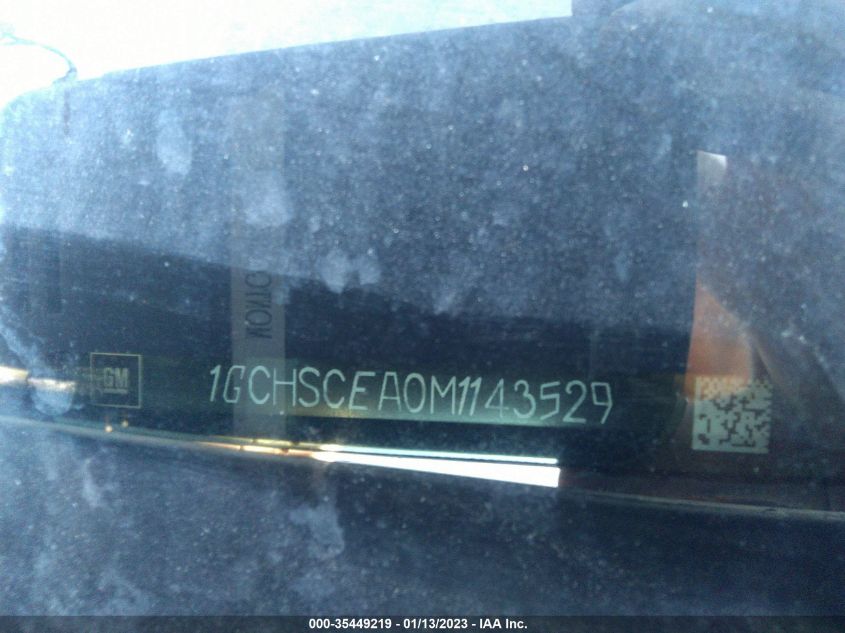 GM
1GCHSCEA0M1143529
000-35449219 - 01/13/2023 - IAA Inc.